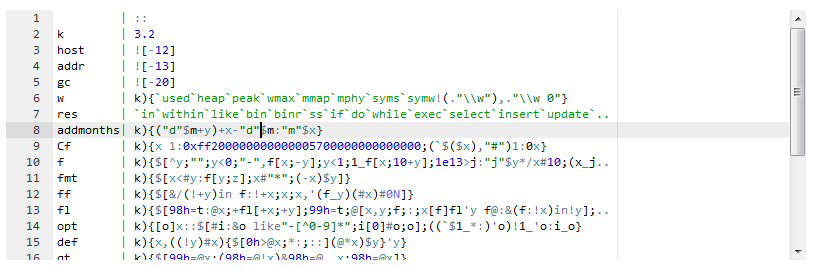 1 | ::
2 k | 3.2
3 host | ![-12]
4 addr | ![-13]
5 gc | ![-20]
6 w | k){`used`heap`peak`wmax`mmap`mphy`syms`symw!(."\\w"),."\\w 0"}
7 res | `in`within`like`bin`binr`ss`if`do`while`exec`select`insert`update`..
8 addmonths| k){("d"$m+y)+x-"d"$m:"m"$x}
9 Cf | k){x 1:0xff200000000000000570000000000000000;(`$($x),"#")1:0x}
10 f | k){$[^y;"";y<0;"-",f[x;-y];y<1;1_f[x;10+y];1e13>j:"j"$y*/x#10;(x_j..
11 fmt | k){$[x<#y:f[y;z];x#"*";(-x)$y]}
12 ff | k){$[&/(!+y)in f:!+x;x;x,'(f_y)(#x)#0N]}
13 fl | k){$[98h=t:@x;+fl[+x;+y];99h=t;@[x,y;f;:;x[f]fl'y f@:&(f:!x)in!y];..
14 opt | k){[o]x::$[#i:&o like"-[^0-9]*";i[0]#o;o];((`$1_*:)'o)!1_'o:i_o}
15 def | k){x,((!y)#x){$[0h>@x;*:;::](@*x)$y}'y}
16 qt | k){$[99h=@x;(98h=@!x)&98h=@. x;98h=@x]}